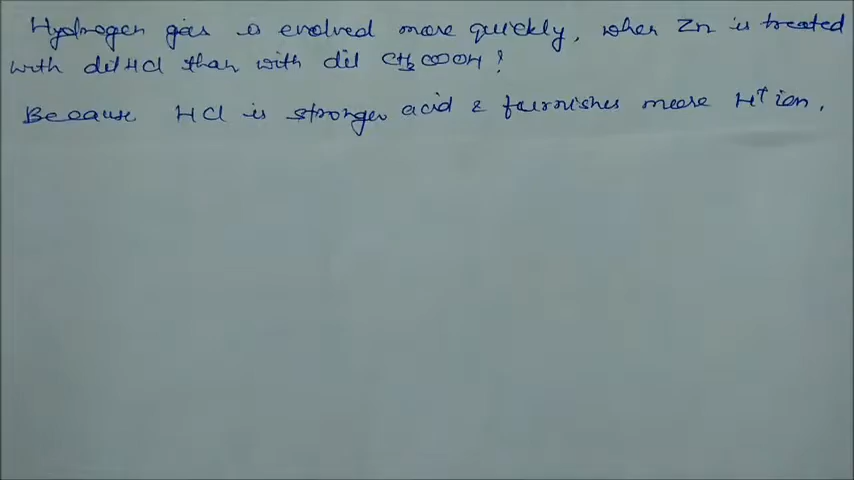 Hydrogen gas is evolved more quickly, when Zn is treated
with dil HCl than with dil CH₃COOH?
Because HCl is stronger acid & furnishes more H⁺ ion.